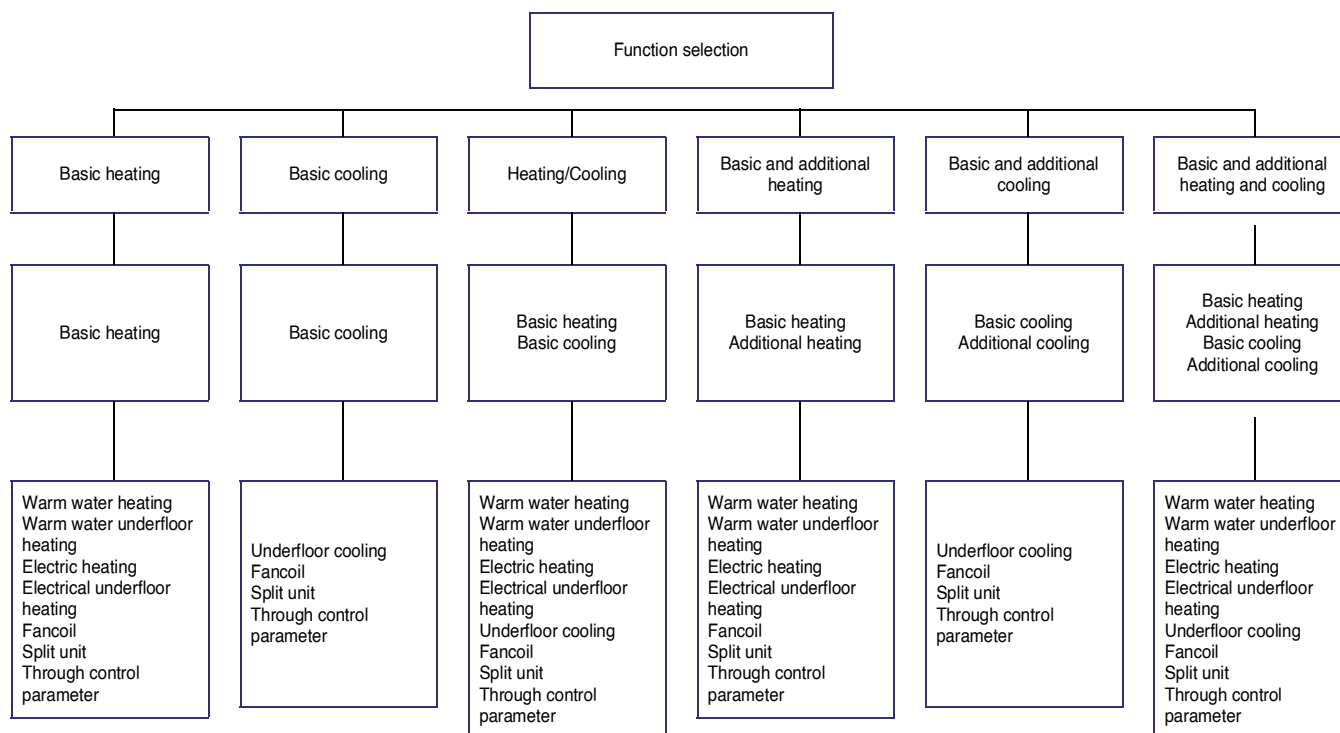 Function selection
Basic heating
Basic cooling
Heating/Cooling
Basic and additional
heating
Basic and additional
cooling
Basic and additional
heating and cooling
Basic heating
Basic cooling
Basic heating
Basic cooling
Basic heating
Additional heating
Basic cooling
Additional cooling
Basic heating
Additional heating
Basic cooling
Additional cooling
Warm water heating
Warm water underfloor
heating
Electric heating
Electrical underfloor
heating
Fancoil
Split unit
Through control
parameter
Underfloor cooling
Fancoil
Split unit
Through control
parameter
Warm water heating
Warm water underfloor
heating
Electric heating
Electrical underfloor
heating
Underfloor cooling
Fancoil
Split unit
Through control
parameter
Warm water heating
Warm water underfloor
heating
Electric heating
Electrical underfloor
heating
Fancoil
Split unit
Through control
parameter
Underfloor cooling
Fancoil
Split unit
Through control
parameter
Warm water heating
Warm water underfloor
heating
Electric heating
Electrical underfloor
heating
Underfloor cooling
Fancoil
Split unit
Through control
parameter